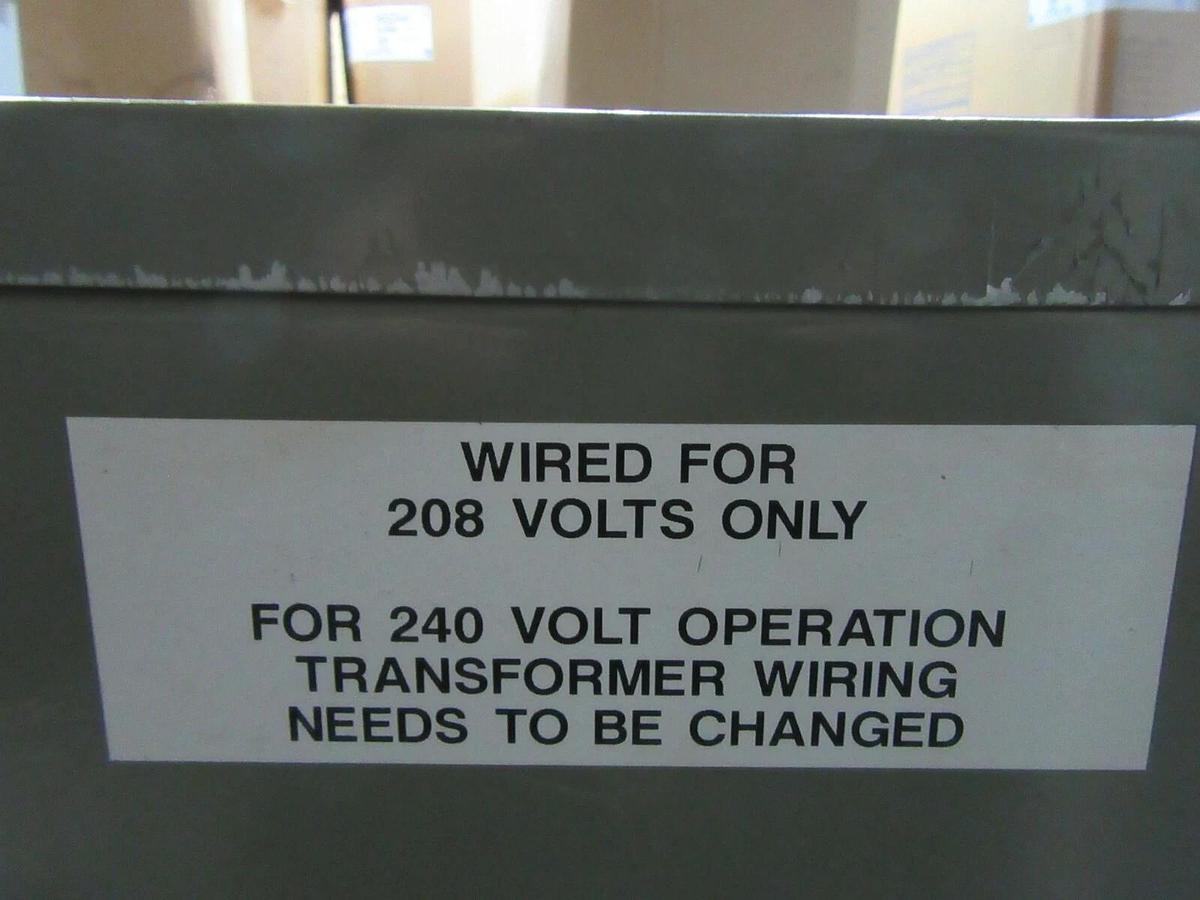 WIRED FOR
208 VOLTS ONLY
FOR 240 VOLT OPERATION
TRANSFORMER WIRING
NEEDS TO BE CHANGED